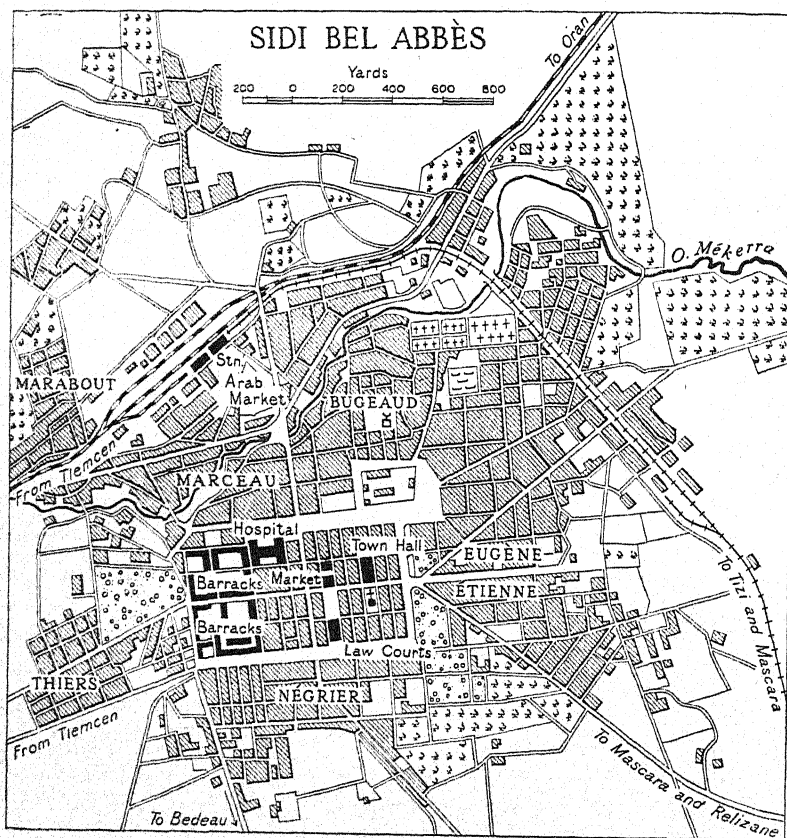 SIDI BEL ABBÈS
Yards
200 0 200 400 600 800
To Oran
O. Mékerra
MARABOUT
Stn.
Arab
Market
BUGEAUD
From Tlemcen
MARCEAU
Hospital
Town Hall
EUGÈNE-
Barracks
Market
ÉTIENNE
To Tizi and Mascara
Barracks
Law Courts
THIERS
NÉGRIER
From Tlemcen
To Mascara and Relizane
To Bedeau